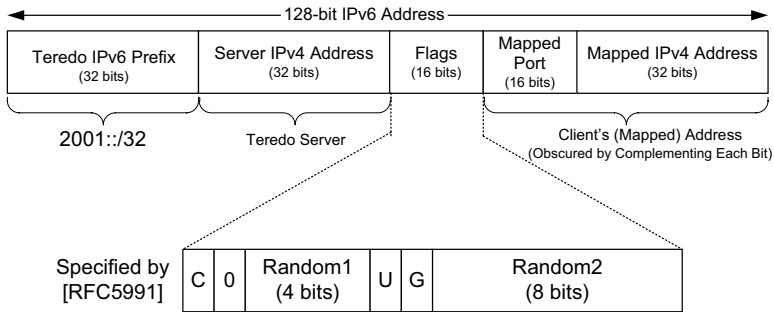 128-bit IPv6 Address
Teredo IPv6 Prefix
(32 bits)
Server IPv4 Address
(32 bits)
Flags
(16 bits)
Mapped
Port
(16 bits)
Mapped IPv4 Address
(32 bits)
2001::/32
Teredo Server
Client's (Mapped) Address
(Obscured by Complementing Each Bit)
Specified by
[RFC5991]
C
0
Random1
(4 bits)
U
G
Random2
(8 bits)